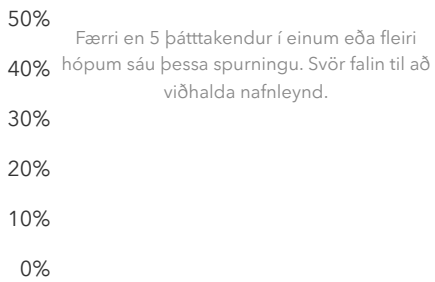 50%
Færri en 5 þátttakendur í einum eða fleiri
40%
hópum sáu þessa spurningu. Svör falin til að
viðhalda nafnleynd.
30%
20%
10%
0%